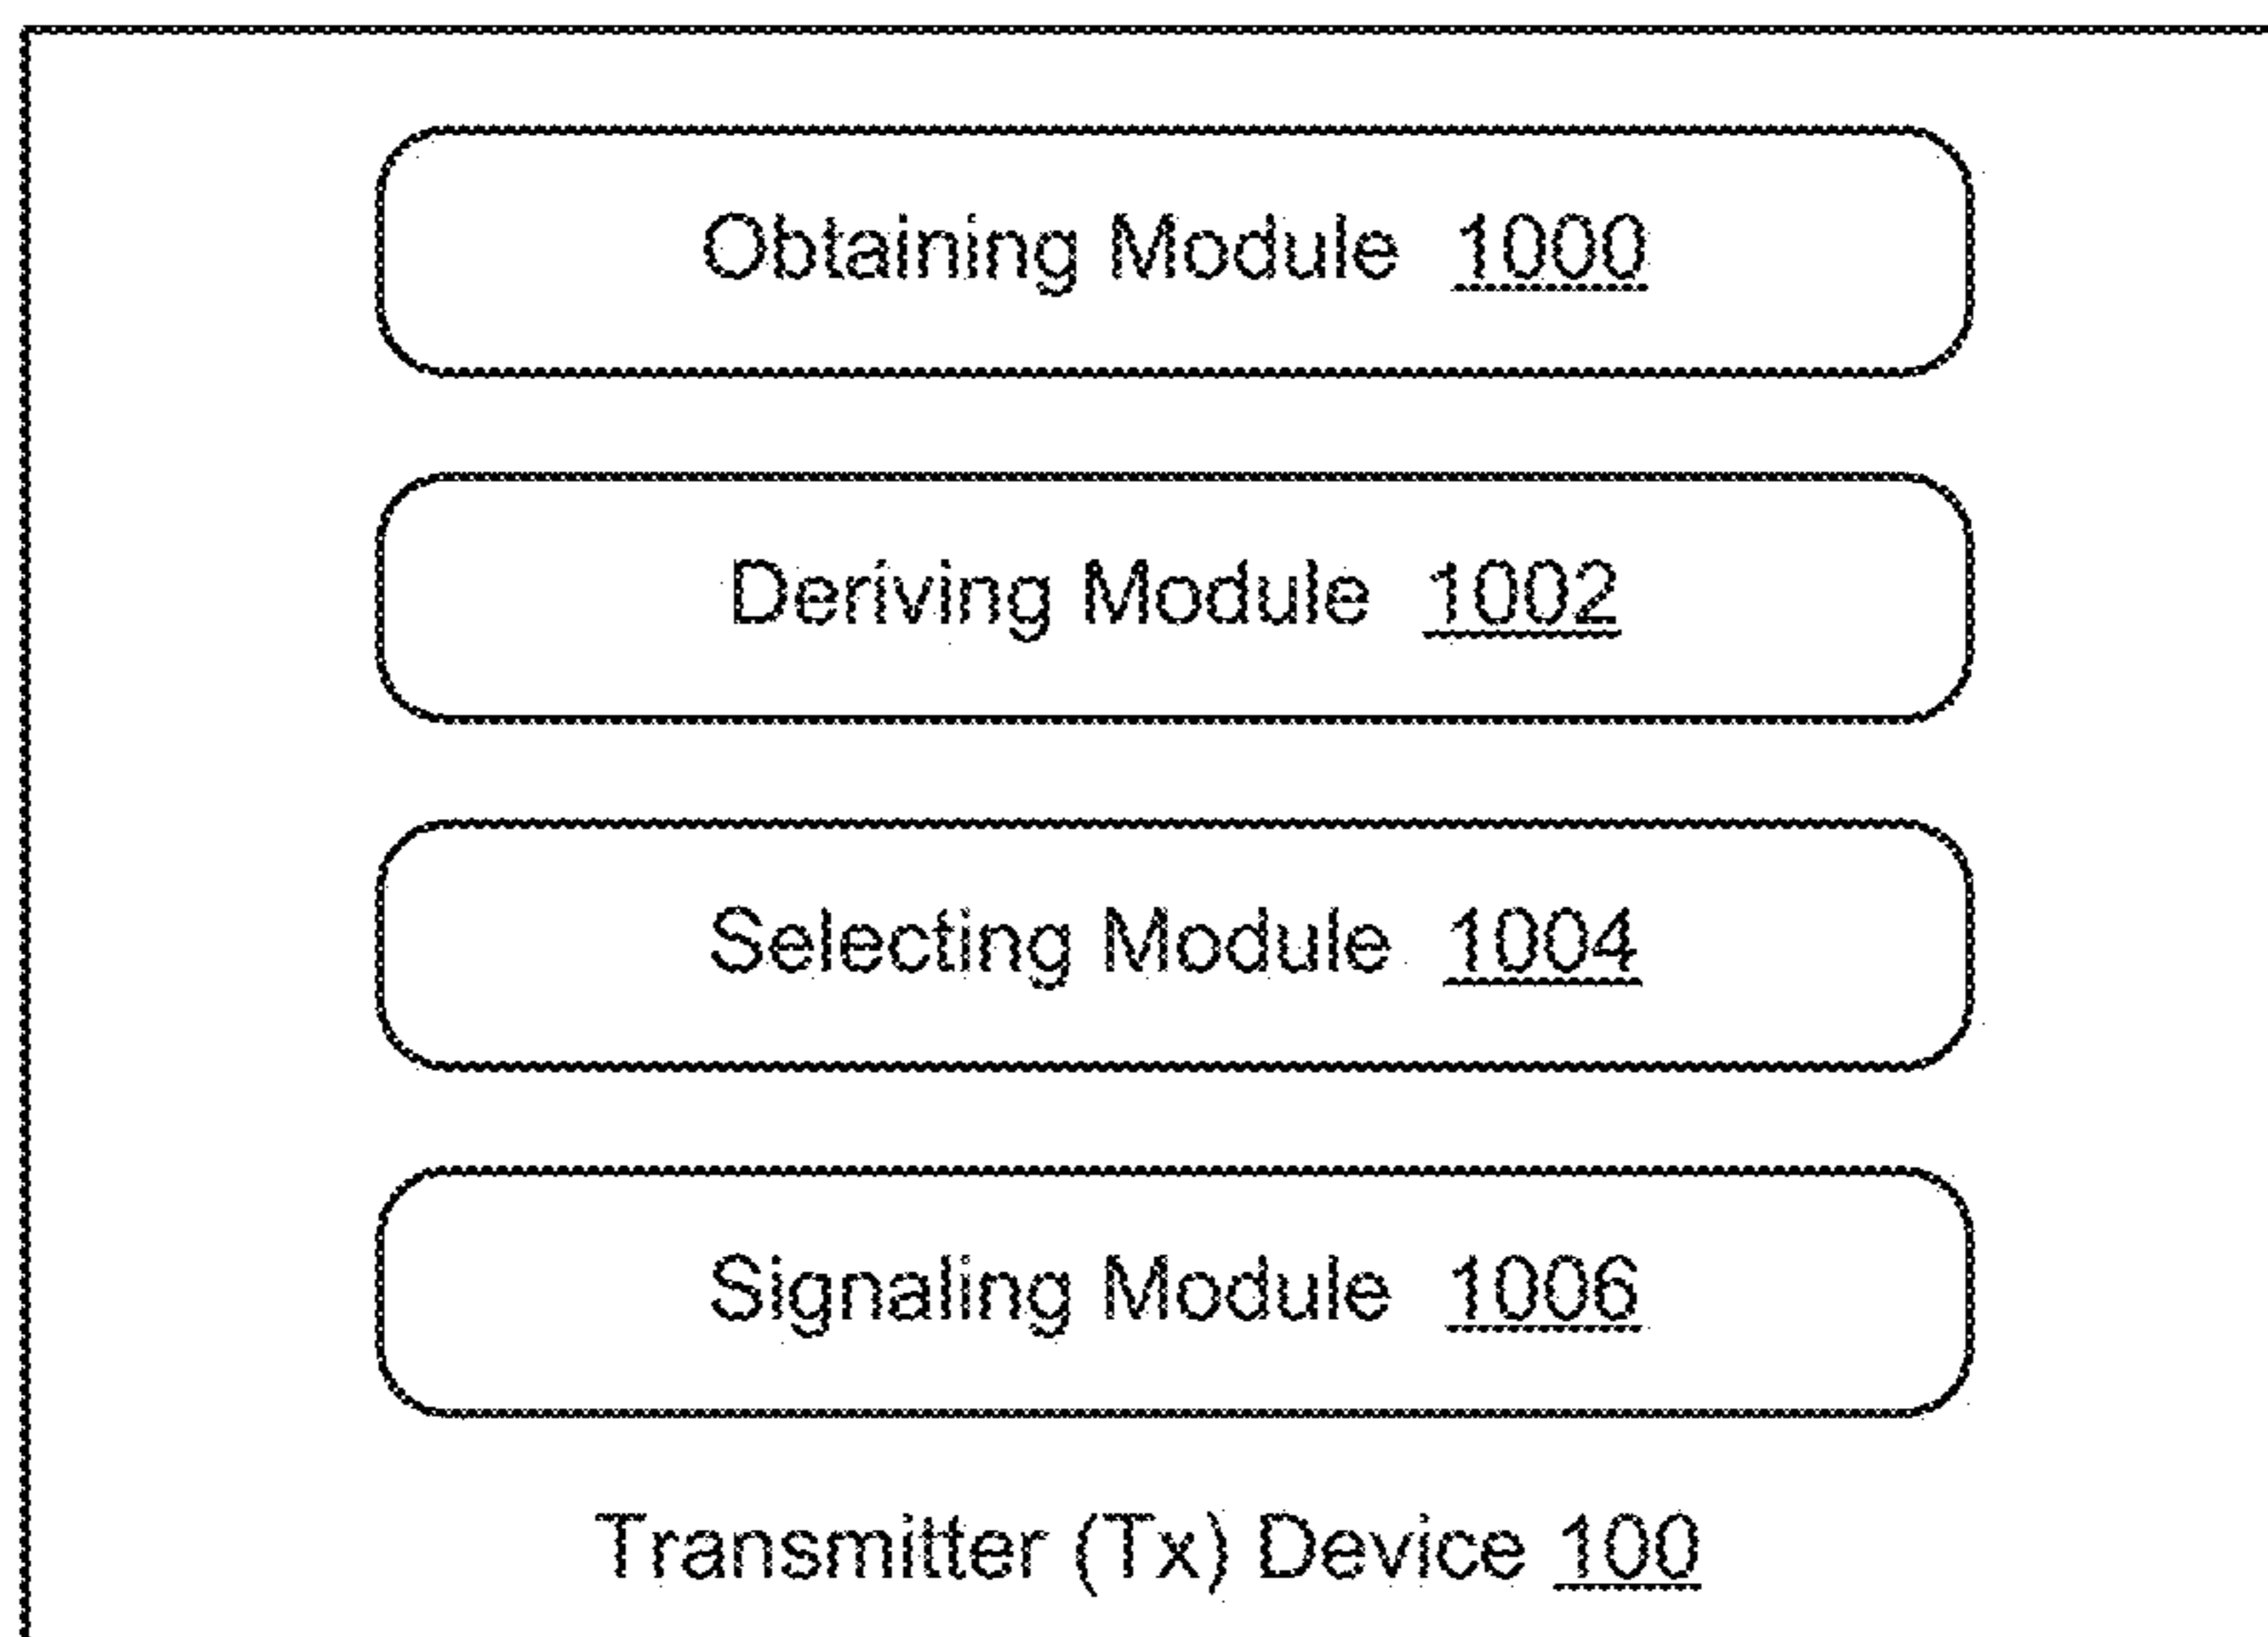 Obtaining Module 1000
Deriving Module 1002
Selecting Module 1004
Signaling Module 1006
Transmitter (Tx) Device 100